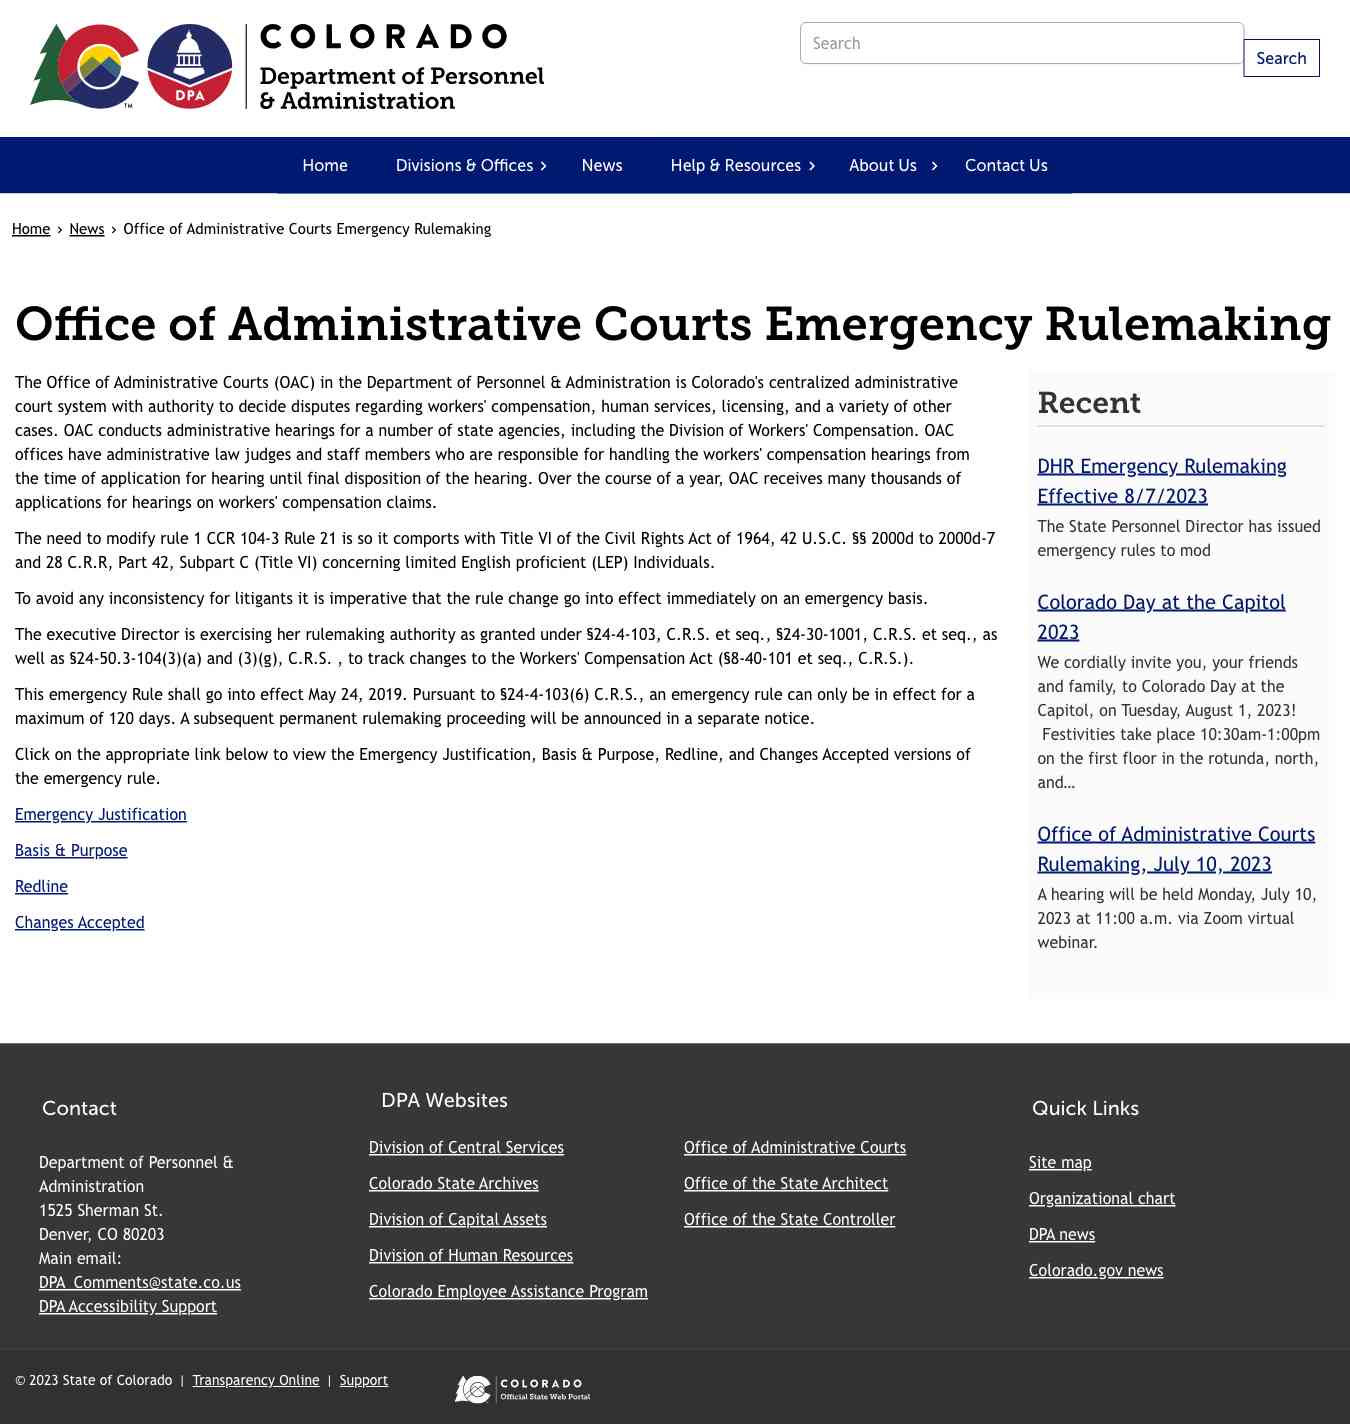 COLORADO
Department of Personnel
& Administration
DPA
TM
Search
Search
Home
Divisions & Offices
News
Help & Resources
About Us
Contact Us
Home › News › Office of Administrative Courts Emergency Rulemaking
Office of Administrative Courts Emergency Rulemaking
The Office of Administrative Courts (OAC) in the Department of Personnel & Administration is Colorado's centralized administrative
court system with authority to decide disputes regarding workers' compensation, human services, licensing, and a variety of other
cases. OAC conducts administrative hearings for a number of state agencies, including the Division of Workers' Compensation. OAC
offices have administrative law judges and staff members who are responsible for handling the workers' compensation hearings from
the time of application for hearing until final disposition of the hearing. Over the course of a year, OAC receives many thousands of
applications for hearings on workers' compensation claims.
The need to modify rule 1 CCR 104-3 Rule 21 is so it comports with Title VI of the Civil Rights Act of 1964, 42 U.S.C. §§ 2000d to 2000d-7
and 28 C.R.R, Part 42, Subpart C (Title VI) concerning limited English proficient (LEP) Individuals.
To avoid any inconsistency for litigants it is imperative that the rule change go into effect immediately on an emergency basis.
The executive Director is exercising her rulemaking authority as granted under §24-4-103, C.R.S. et seq., §24-30-1001, C.R.S. et seq., as
well as §24-50.3-104(3)(a) and (3)(g), C.R.S. , to track changes to the Workers' Compensation Act (§8-40-101 et seq., C.R.S.).
This emergency Rule shall go into effect May 24, 2019. Pursuant to §24-4-103(6) C.R.S., an emergency rule can only be in effect for a
maximum of 120 days. A subsequent permanent rulemaking proceeding will be announced in a separate notice.
Click on the appropriate link below to view the Emergency Justification, Basis & Purpose, Redline, and Changes Accepted versions of
the emergency rule.
Emergency Justification
Basis & Purpose
Redline
Changes Accepted
Recent
DHR Emergency Rulemaking
Effective 8/7/2023
The State Personnel Director has issued
emergency rules to mod
Colorado Day at the Capitol
2023
We cordially invite you, your friends
and family, to Colorado Day at the
Capitol, on Tuesday, August 1, 2023!
Festivities take place 10:30am-1:00pm
on the first floor in the rotunda, north,
and…
Office of Administrative Courts
Rulemaking, July 10, 2023
A hearing will be held Monday, July 10,
2023 at 11:00 a.m. via Zoom virtual
webinar.
Contact
Department of Personnel &
Administration
1525 Sherman St.
Denver, CO 80203
Main email:
DPA_Comments@state.co.us
DPA Accessibility Support
DPA Websites
Division of Central Services
Colorado State Archives
Division of Capital Assets
Division of Human Resources
Colorado Employee Assistance Program
Office of Administrative Courts
Office of the State Architect
Office of the State Controller
Quick Links
Site map
Organizational chart
DPA news
Colorado.gov news
© 2023 State of Colorado | Transparency Online | Support
COLORADO
Official State Web Portal